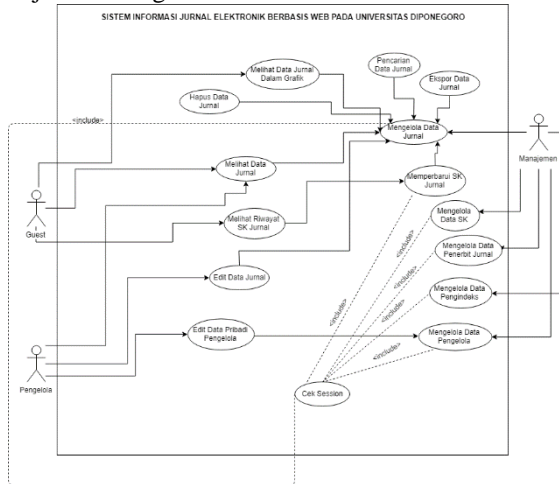 SISTEM INFORMASI JURNAL ELEKTRONIK BERBASIS WEB PADA UNIVERSITAS DIPONEGORO
Melihat Data Jurnal
Dalam Grafik
Pencarian
Data Jurnal
Ekspor Data
Jurnal
Hapus Data
Jurnal
«include»
Mengelola Data
Jurnal
Manajemen
Melihat Data
Jurnal
Memperbarui SK
Jurnal
Guest
Melihat Riwayat
SK Jurnal
Mengelola
Data SK
«include»
Mengelola Data
Penerbit Jurnal
Edit Data Jurnal
«include»
Mengelola Data
Pengindeks
«include»
«include»
Edit Data Pribadi
Pengelola
Mengelola Data
Pengelola
«include»
Pengelola
Cek Session